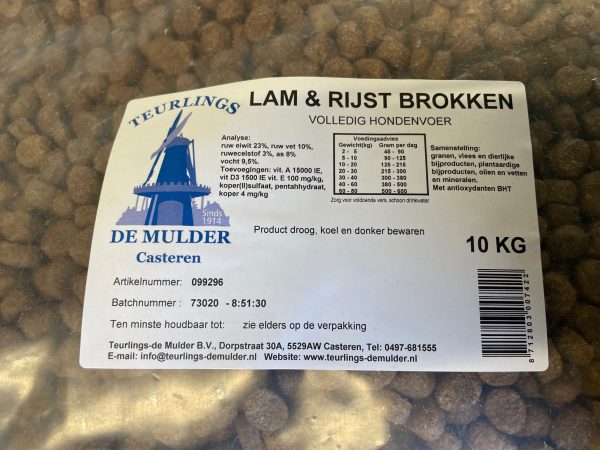 TEURLINGS
LAM & RIJST BROKKEN
VOLLEDIG HONDENVOER
Analyse:
ruw eiwit 23%, ruw vet 10%,
ruwecelstof 3%, as 8%
vocht 9,5%.
Toevoegingen: vit. A 15000 IE,
vit D3 1500 IE vit. E 100 mg/kg,
koper(II)sulfaat, pentahhydraat,
koper 4 mg/kg
Voedingsadvies
Gewicht(kg) Gram per dag
2 - 5 45 - 90
5 - 10 90 - 125
10 - 20 125 - 215
20 - 30 215 - 300
30 - 40 300 - 380
40 - 60 380 - 500
60 - 80 500 - 600
Zorg voor voldoende vers, schoon drinkwater
Samenstelling:
granen, vlees en dierlijke
bijproducten, plantaardige
bijproducten, olien en vetten
en mineralen.
Met antioxydanten BHT
Sinds
1914
DE MULDER
Casteren
Product droog, koel en donker bewaren
10 KG
Artikelnummer: 099296
Batchnummer : 73020 - 8:51:30
Ten minste houdbaar tot: zie elders op de verpakking
Teurlings-de Mulder B.V., Dorpstraat 30A, 5529AW Casteren, Tel: 0497-681555
E-mail: info@teurlings-demulder.nl Website: www.teurlings-demulder.nl
8 712803 007422